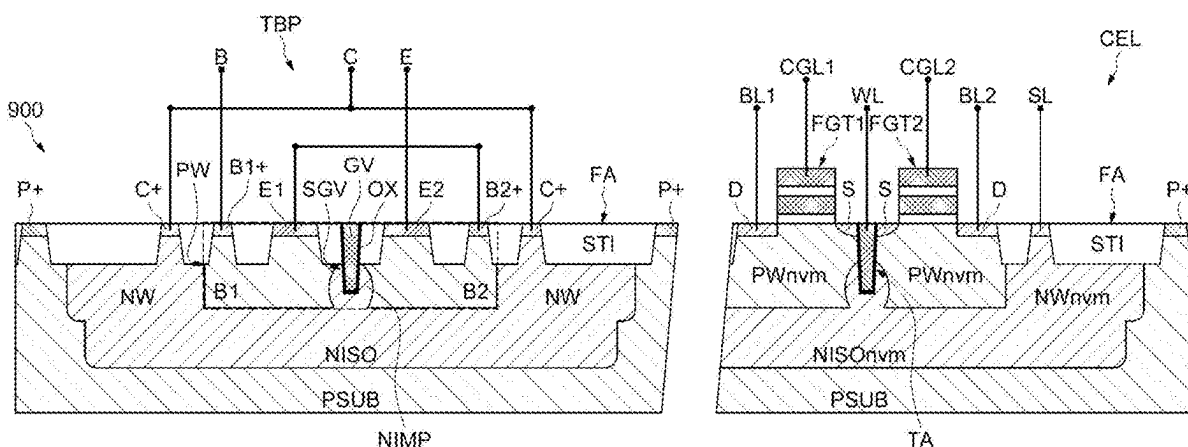 TBP
B C E
900
PW B1+ SGV GV OX
P+ C+ E1 E2 B2+ C+ FA P+
STI
NW B1 B2 NW
NISO
PSUB
NIMP
CEL
CGL1 CGL2
BL1 WL BL2 SL
FGT1 FGT2
D S S D FA P+
STI
PWnvm PWnvm NWnvm
NISOnvm
PSUB
TA